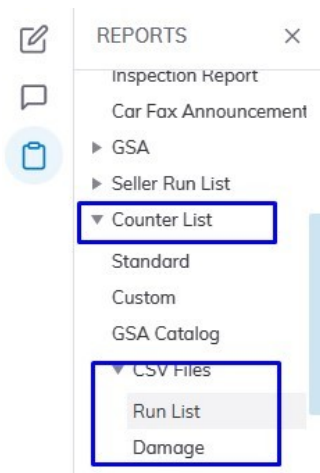 REPORTS
Inspection Report
Car Fax Announcement
GSA
Seller Run List
Counter List
Standard
Custom
GSA Catalog
CSV Files
Run List
Damage